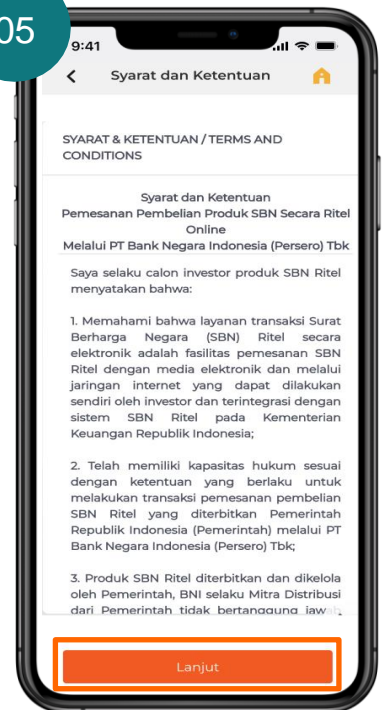 05
9:41
Syarat dan Ketentuan
SYARAT & KETENTUAN / TERMS AND
CONDITIONS
Syarat dan Ketentuan
Pemesanan Pembelian Produk SBN Secara Ritel
Online
Melalui PT Bank Negara Indonesia (Persero) Tbk
Saya selaku calon investor produk SBN Ritel
menyatakan bahwa:
1. Memahami bahwa layanan transaksi Surat
Berharga Negara (SBN) Ritel secara
elektronik adalah fasilitas pemesanan SBN
Ritel dengan media elektronik dan melalui
jaringan internet yang dapat dilakukan
sendiri oleh investor dan terintegrasi dengan
sistem SBN Ritel pada Kementerian
Keuangan Republik Indonesia;
2. Telah memiliki kapasitas hukum sesuai
dengan ketentuan yang berlaku untuk
melakukan transaksi pemesanan pembelian
SBN Ritel yang diterbitkan Pemerintah
Republik Indonesia (Pemerintah) melalui PT
Bank Negara Indonesia (Persero) Tbk;
3. Produk SBN Ritel diterbitkan dan dikelola
oleh Pemerintah, BNI selaku Mitra Distribusi
dari Pemerintah tidak bertanggung jawab
Lanjut